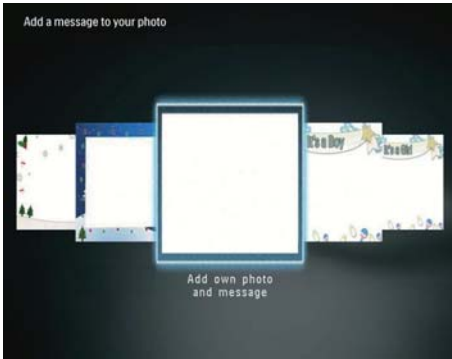 Add a message to your photo
It's a Boy
It's a Girl
Add own photo
and message